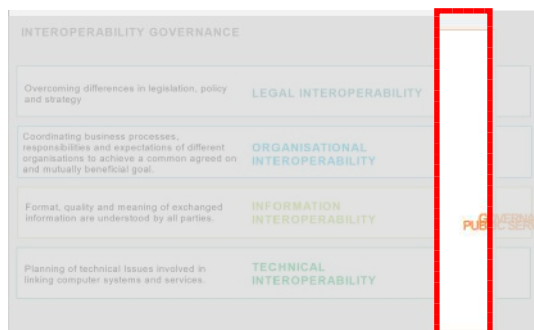 INTEROPERABILITY GOVERNANCE
Overcoming differences in legislation, policy
and strategy
LEGAL INTEROPERABILITY
Coordinating business processes,
responsibilities and expectations of different
organisations to achieve a common agreed on
and mutually beneficial goal.
ORGANISATIONAL
INTEROPERABILITY
Format, quality and meaning of exchanged
information are understood by all parties.
INFORMATION
INTEROPERABILITY
Planning of technical Issues involved in
linking computer systems and services.
TECHNICAL
INTEROPERABILITY